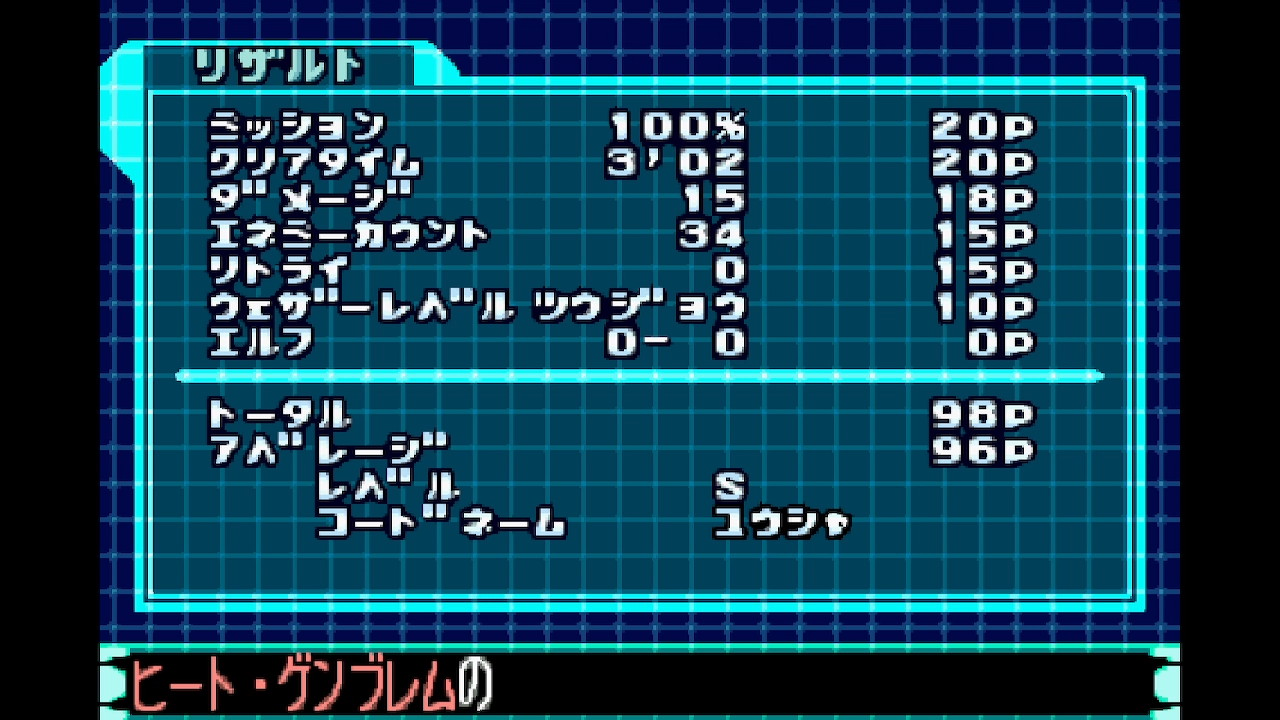 リザルト
ミッション 100% 20P
クリアタイム 3'02 20P
ダメージ 15 18P
エネミーカウント 34 15P
リトライ 0 15P
ウェザーレベル ツウジョウ 10P
エルフ 0- 0 0P
トータル 98P
アベレージ 96P
レベル S
コードネーム ユウシャ
ヒート・ゲンブレムの